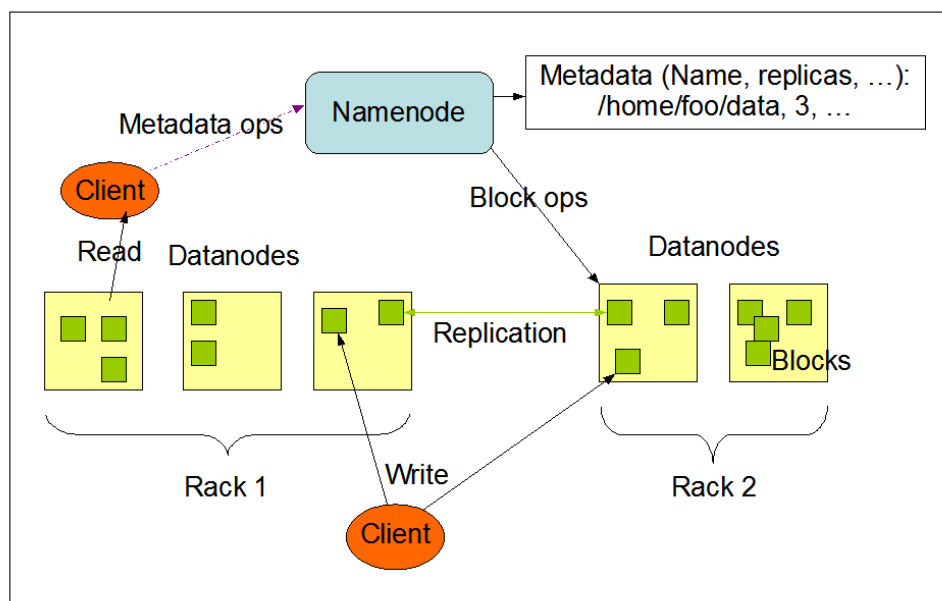 Metadata (Name, replicas, …):
/home/foo/data, 3, …
Namenode
Metadata ops
Client
Block ops
Read
Datanodes
Datanodes
Replication
Blocks
Rack 1
Write
Rack 2
Client